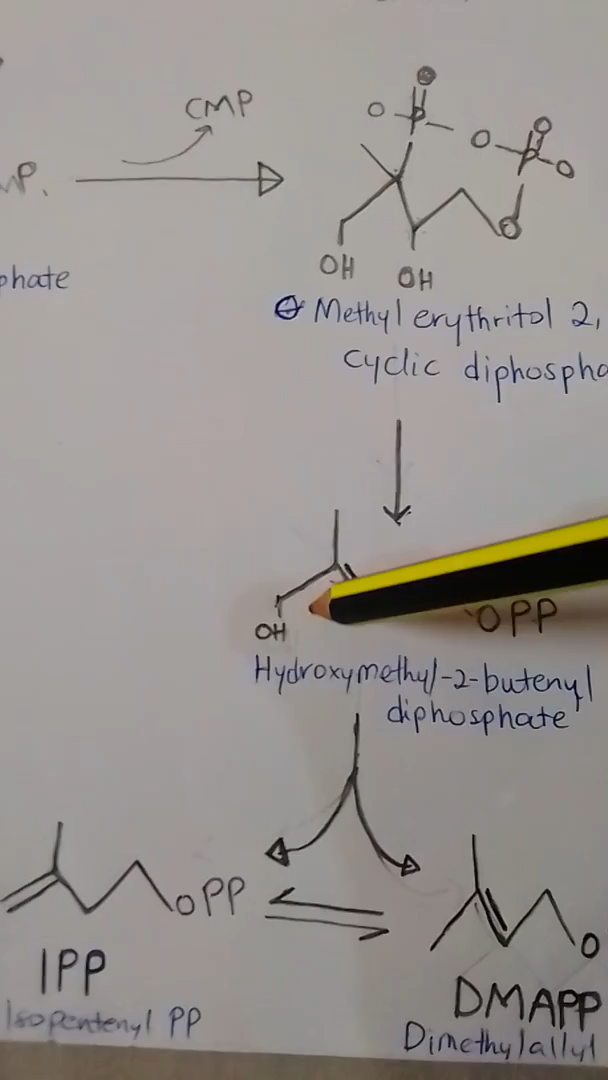 CMP
OH
OH
phate
Methyl erythritol 2,
cyclic diphospha
OH
OPP
Hydroxymethyl-2-butenyl
diphosphate
OPP
O
IPP
DMAPP
Isopentenyl PP
Dimethylallyl